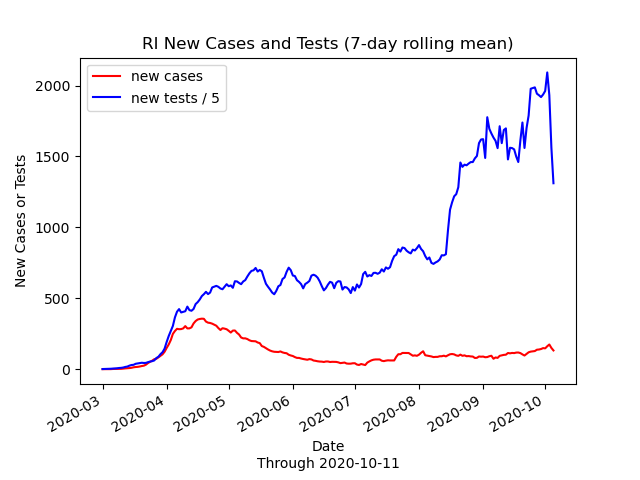 RI New Cases and Tests (7-day rolling mean)
new cases
new tests / 5
New Cases or Tests
2000
1500
1000
500
0
2020-03
2020-04
2020-05
2020-06
2020-07
2020-08
2020-09
2020-10
Date
Through 2020-10-11